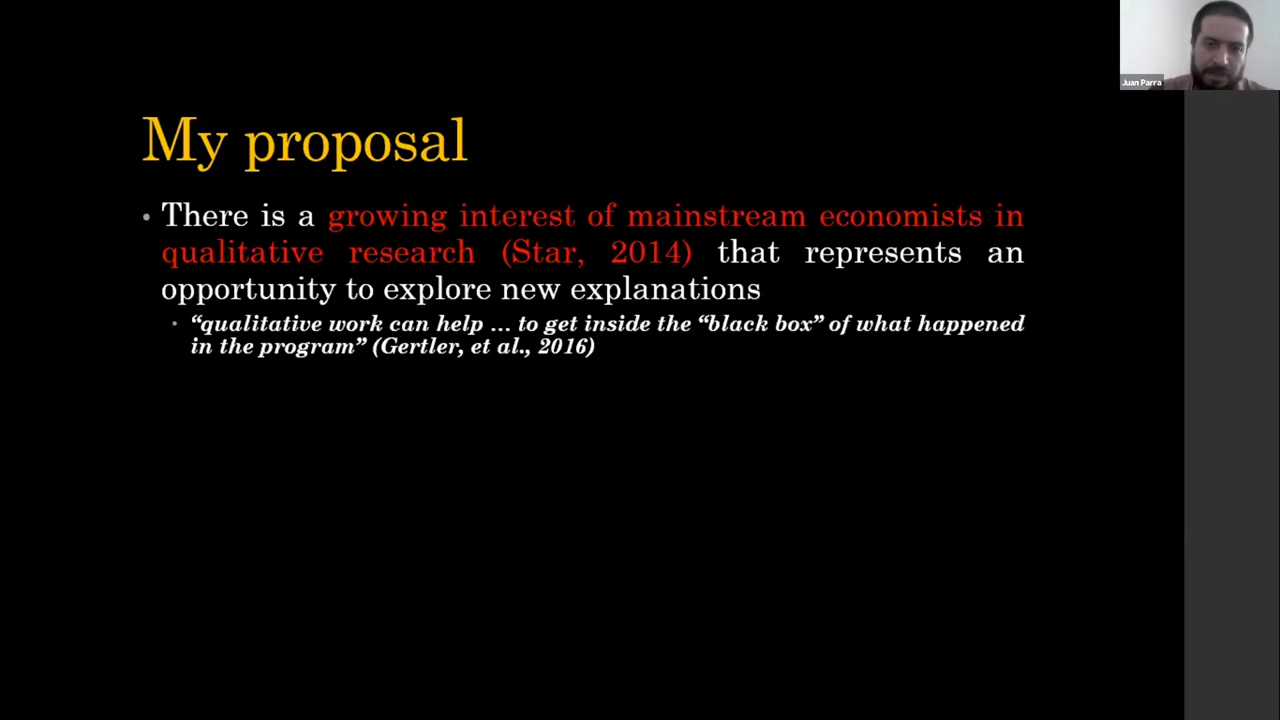 Juan Parra
My proposal
• There is a growing interest of mainstream economists in
qualitative research (Star, 2014) that represents an
opportunity to explore new explanations
• “qualitative work can help … to get inside the “black box” of what happened
in the program” (Gertler, et al., 2016)